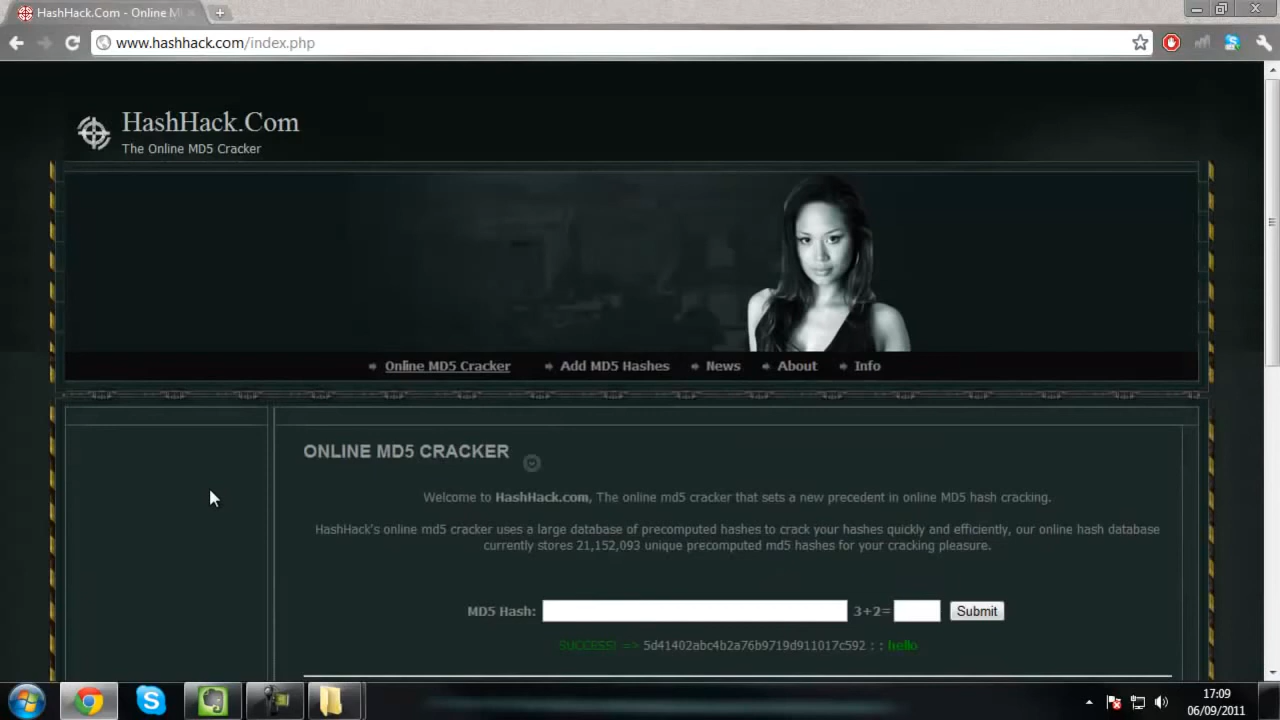 HashHack.Com - Online M
www.hashhack.com/index.php
HashHack.Com
The Online MD5 Cracker
Online MD5 Cracker
Add MD5 Hashes
News
About
Info
ONLINE MD5 CRACKER
Welcome to HashHack.com, The online md5 cracker that sets a new precedent in online MD5 hash cracking.
HashHack's online md5 cracker uses a large database of precomputed hashes to crack your hashes quickly and efficiently, our online hash database
currently stores 21,152,093 unique precomputed md5 hashes for your cracking pleasure.
MD5 Hash: 3+2= Submit
SUCCESS! => 5d41402abc4b2a76b9719d911017c592 : : hello
17:09
06/09/2011